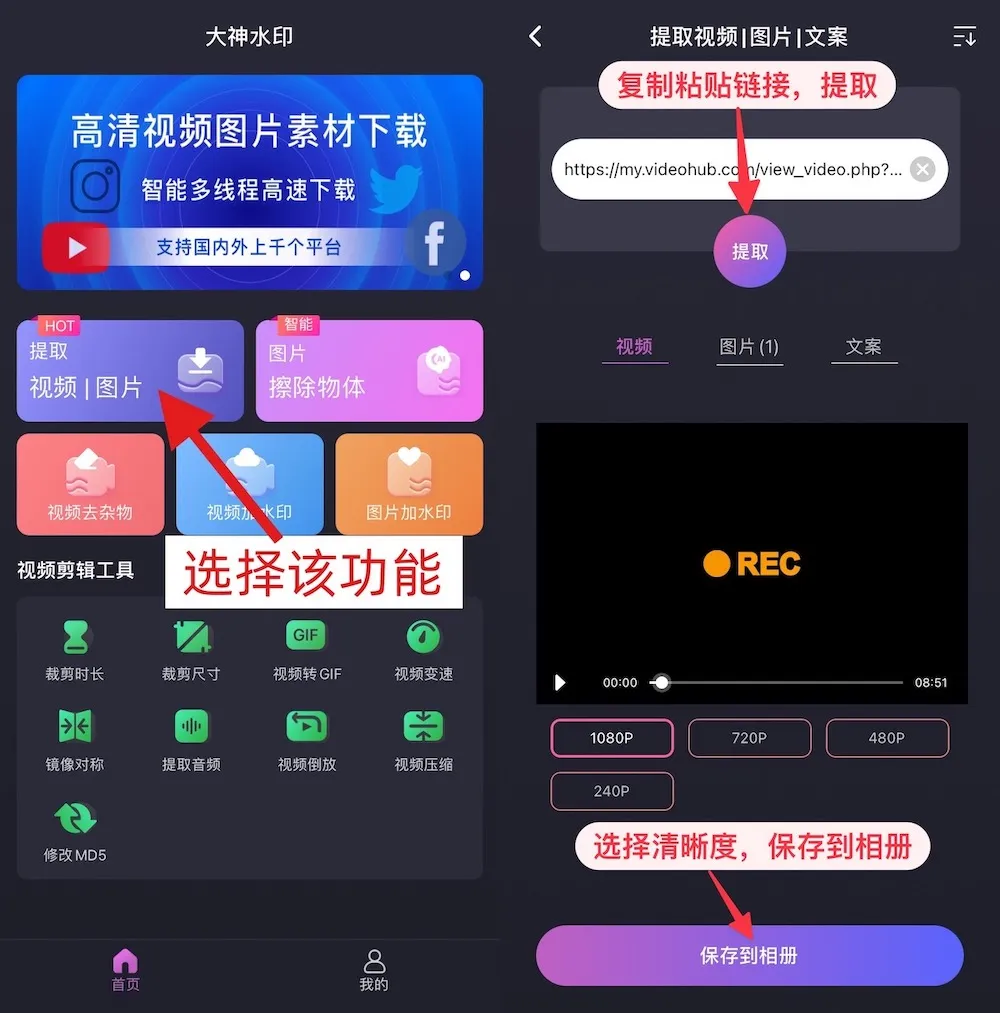 大神水印
高清视频图片素材下载
智能多线程高速下载
支持国内外上千个平台
HOT
提取
视频 | 图片
智能
图片
擦除物体
AI
视频去杂物
视频加水印
图片加水印
选择该功能
视频剪辑工具
裁剪时长
裁剪尺寸
GIF
视频转GIF
视频变速
镜像对称
提取音频
视频倒放
视频压缩
修改MD5
首页
我的
提取视频|图片|文案
复制粘贴链接，提取
https://my.videohub.com/view_video.php?...
提取
视频
图片(1)
文案
REC
00:00
08:51
1080P
720P
480P
240P
选择清晰度，保存到相册
保存到相册